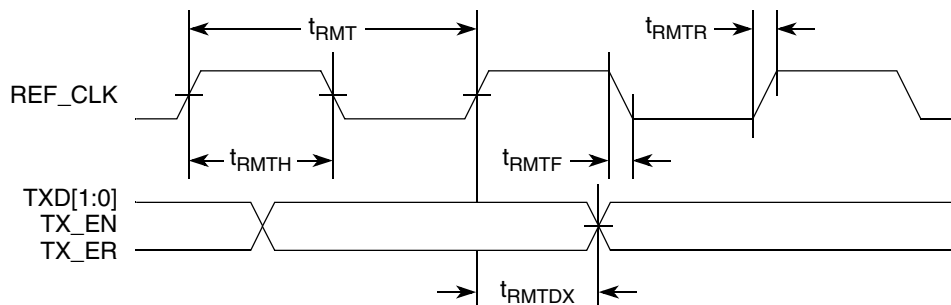 tRMT
tRMTR
REF_CLK
tRMTH
tRMTF
TXD[1:0]
TX_EN
TX_ER
tRMTDX